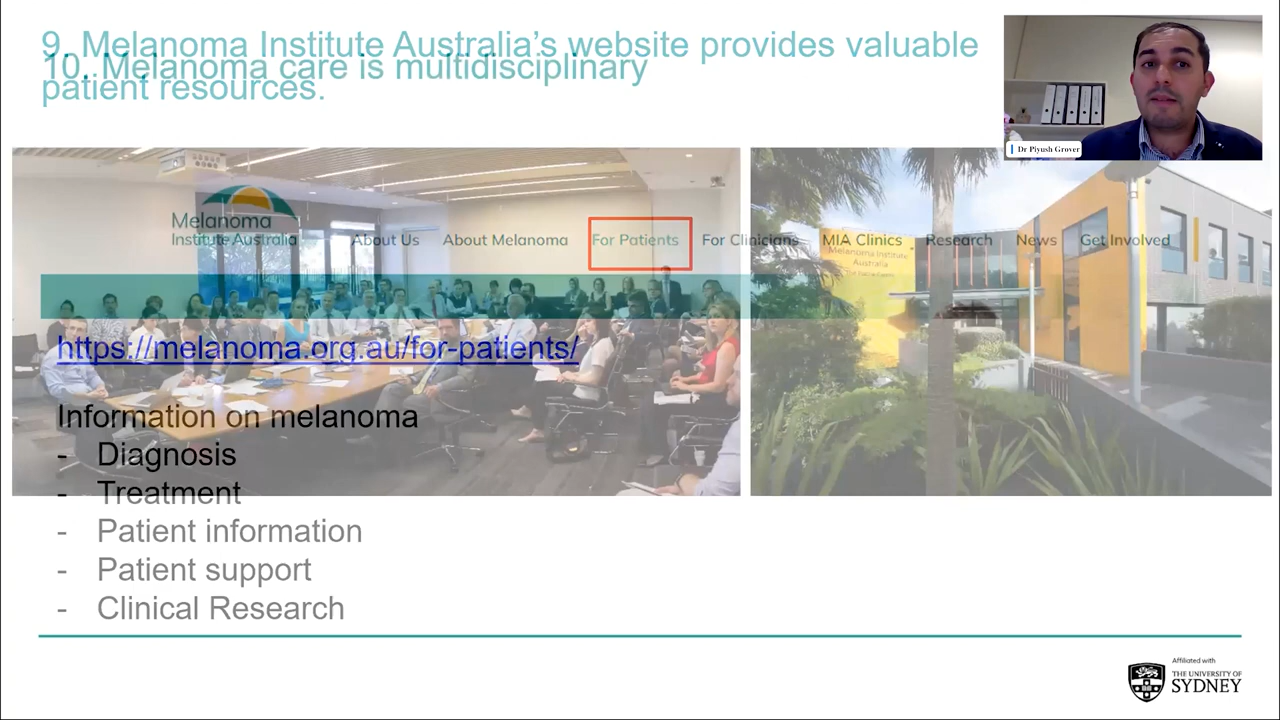 9. Melanoma Institute Australia's website provides valuable
patient resources.
10. Melanoma care is multidisciplinary
Dr Piyush Grover
Melanoma
Institute Australia
About Us
About Melanoma
For Patients
For Clinicians
MIA Clinics
Research
News
Get Involved
Melanoma Institute
Australia
https://melanoma.org.au/for-patients/
Information on melanoma
- Diagnosis
- Treatment
- Patient information
- Patient support
- Clinical Research
Affiliated with
THE UNIVERSITY OF
SYDNEY